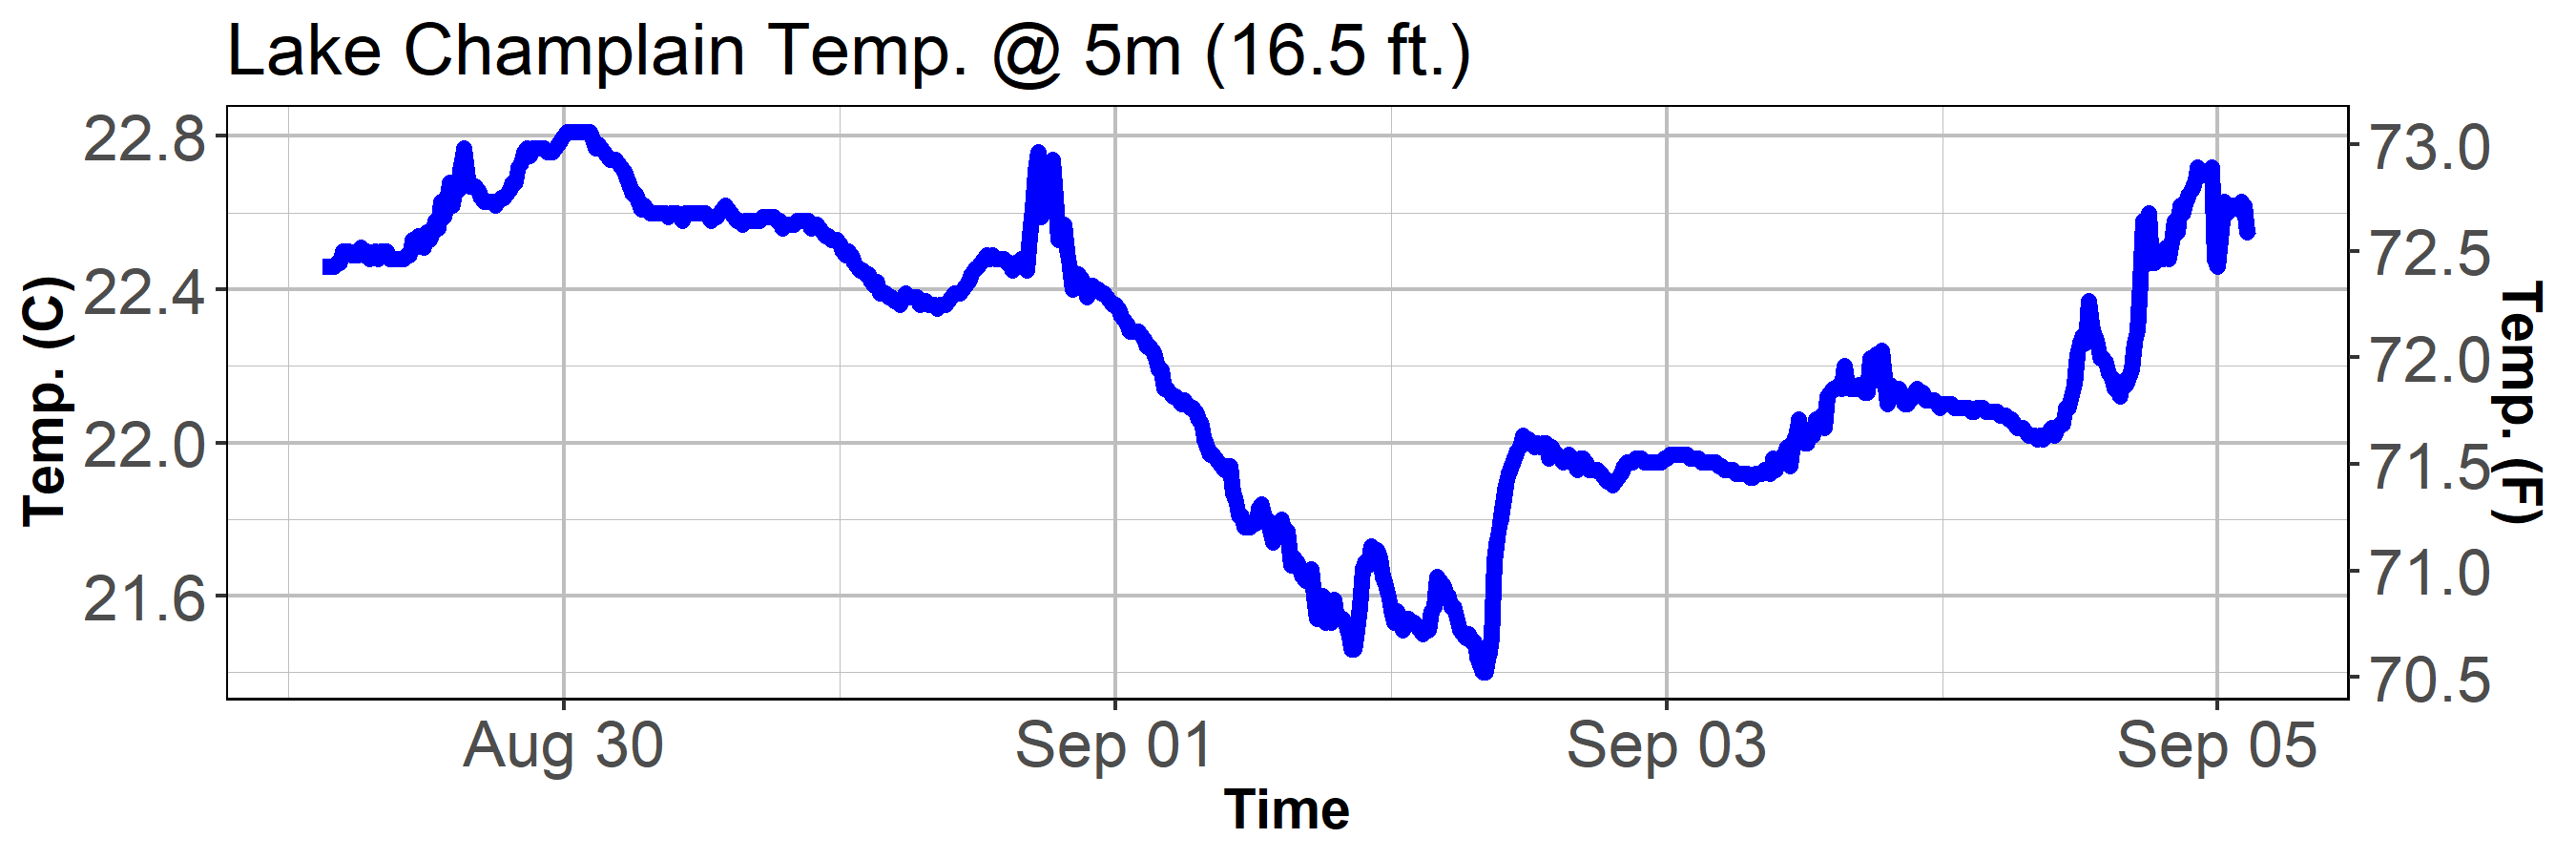 Lake Champlain Temp. @ 5m (16.5 ft.)
Temp. (C)
22.8
22.4
22.0
21.6
73.0
72.5
72.0
71.5
71.0
70.5
Temp. (F)
Aug 30 Sep 01 Sep 03 Sep 05
Time